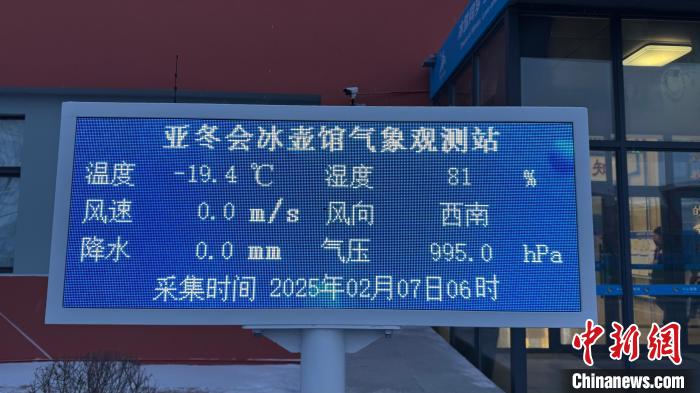 亚冬会冰壶馆气象观测站
温度 -19.4 ℃ 湿度 81 %
风速 0.0 m/s 风向 西南
降水 0.0 mm 气压 995.0 hPa
采集时间 2025年02月07日06时
中新网
Chinanews.com